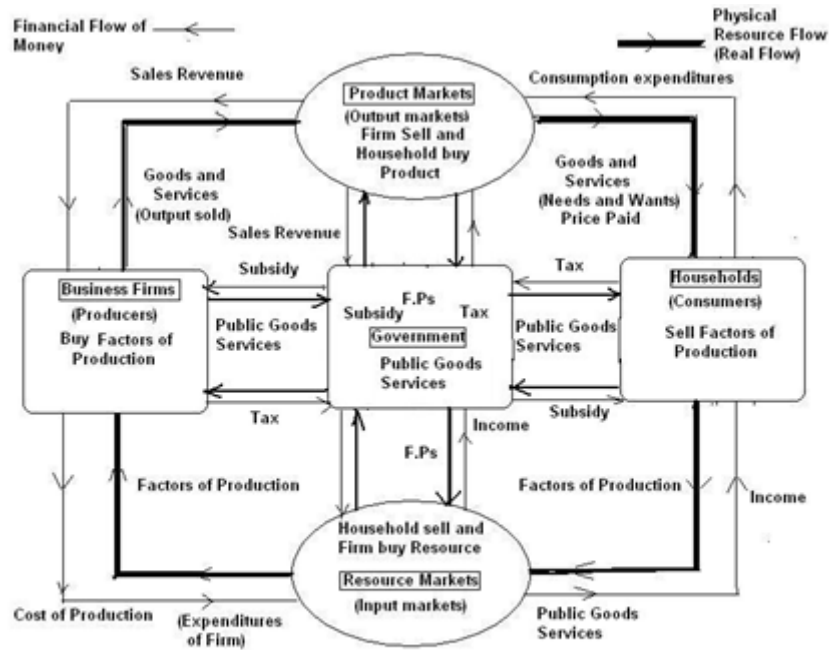 Financial Flow of
Money
Physical
Resource Flow
(Real Flow)
Sales Revenue
Consumption expenditures
Product Markets
(Output markets)
Firm Sell and
Household buy
Product
Goods and
Services
(Output sold)
Goods and
Services
(Needs and Wants)
Price Paid
Sales Revenue
Subsidy
Tax
Business Firms
(Producers)
Buy Factors of
Production
Public Goods
Services
F.Ps
Subsidy
Tax
Government
Public Goods
Services
Public Goods
Services
Households
(Consumers)
Sell Factors of
Production
Tax
Subsidy
Income
F.Ps
Factors of Production
Factors of Production
Income
Household sell and
Firm buy Resource
Resource Markets
(Input markets)
Cost of Production
(Expenditures
of Firm)
Public Goods
Services